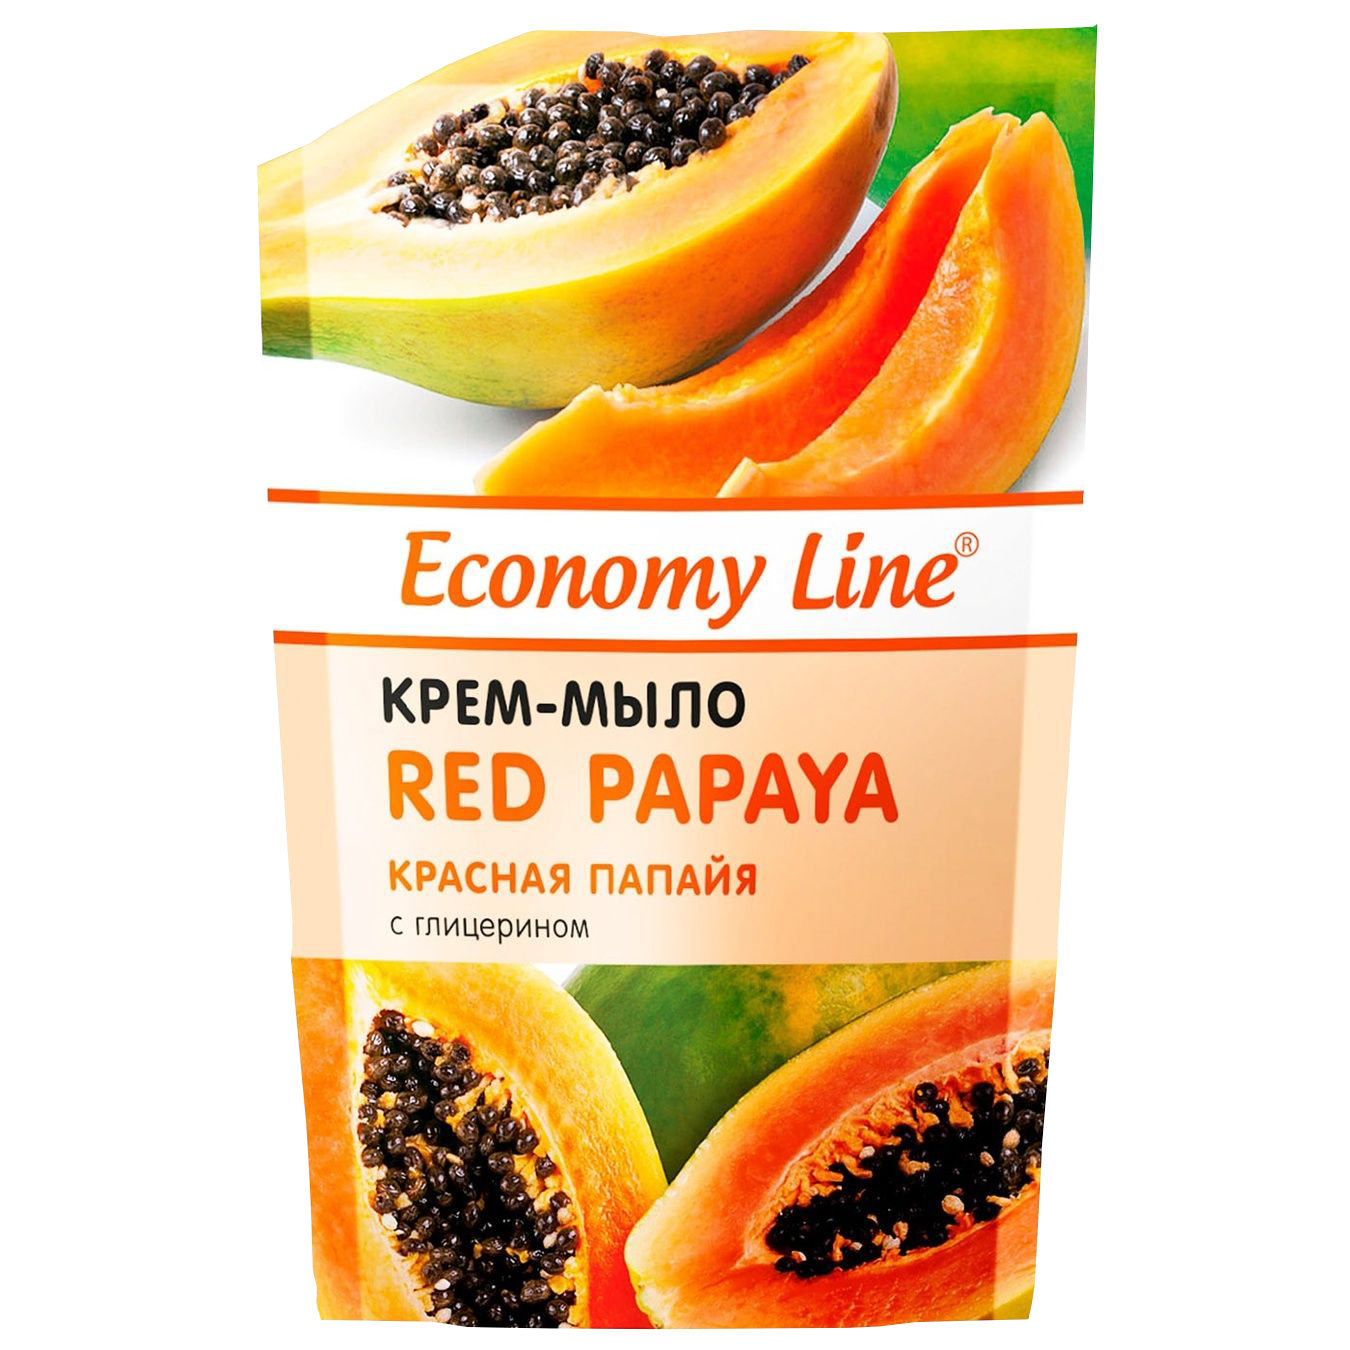 Economy Line®
КРЕМ-МЫЛО
RED PAPAYA
КРАСНАЯ ПАПАЙЯ
с глицерином